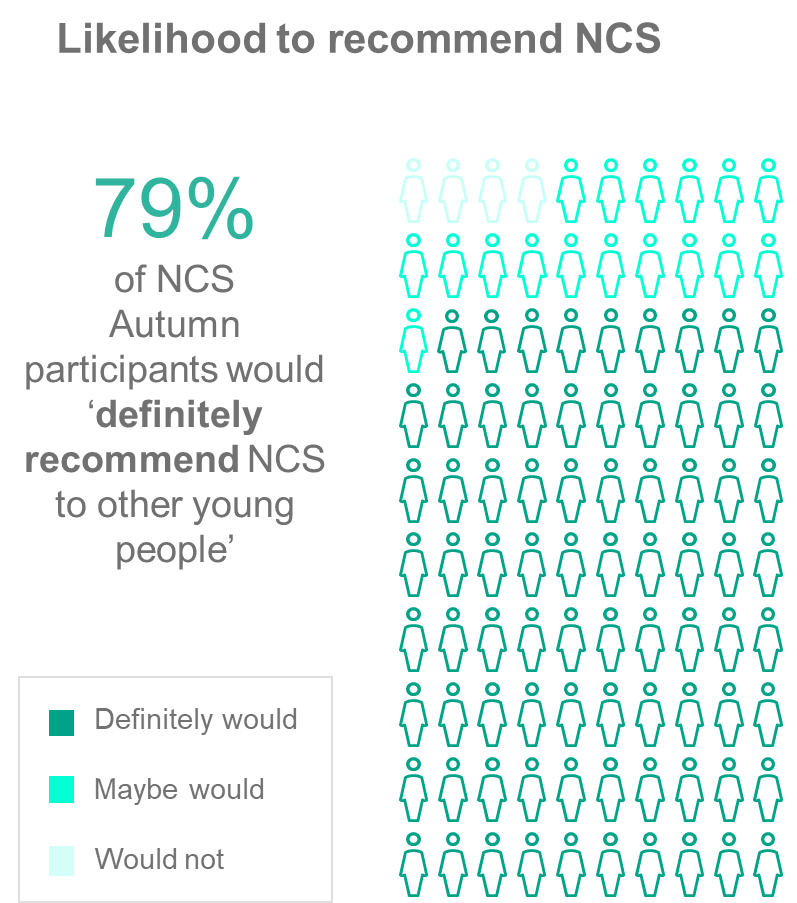 Likelihood to recommend NCS
79%
of NCS
Autumn
participants would
‘definitely
recommend NCS
to other young
people’
Definitely would
Maybe would
Would not